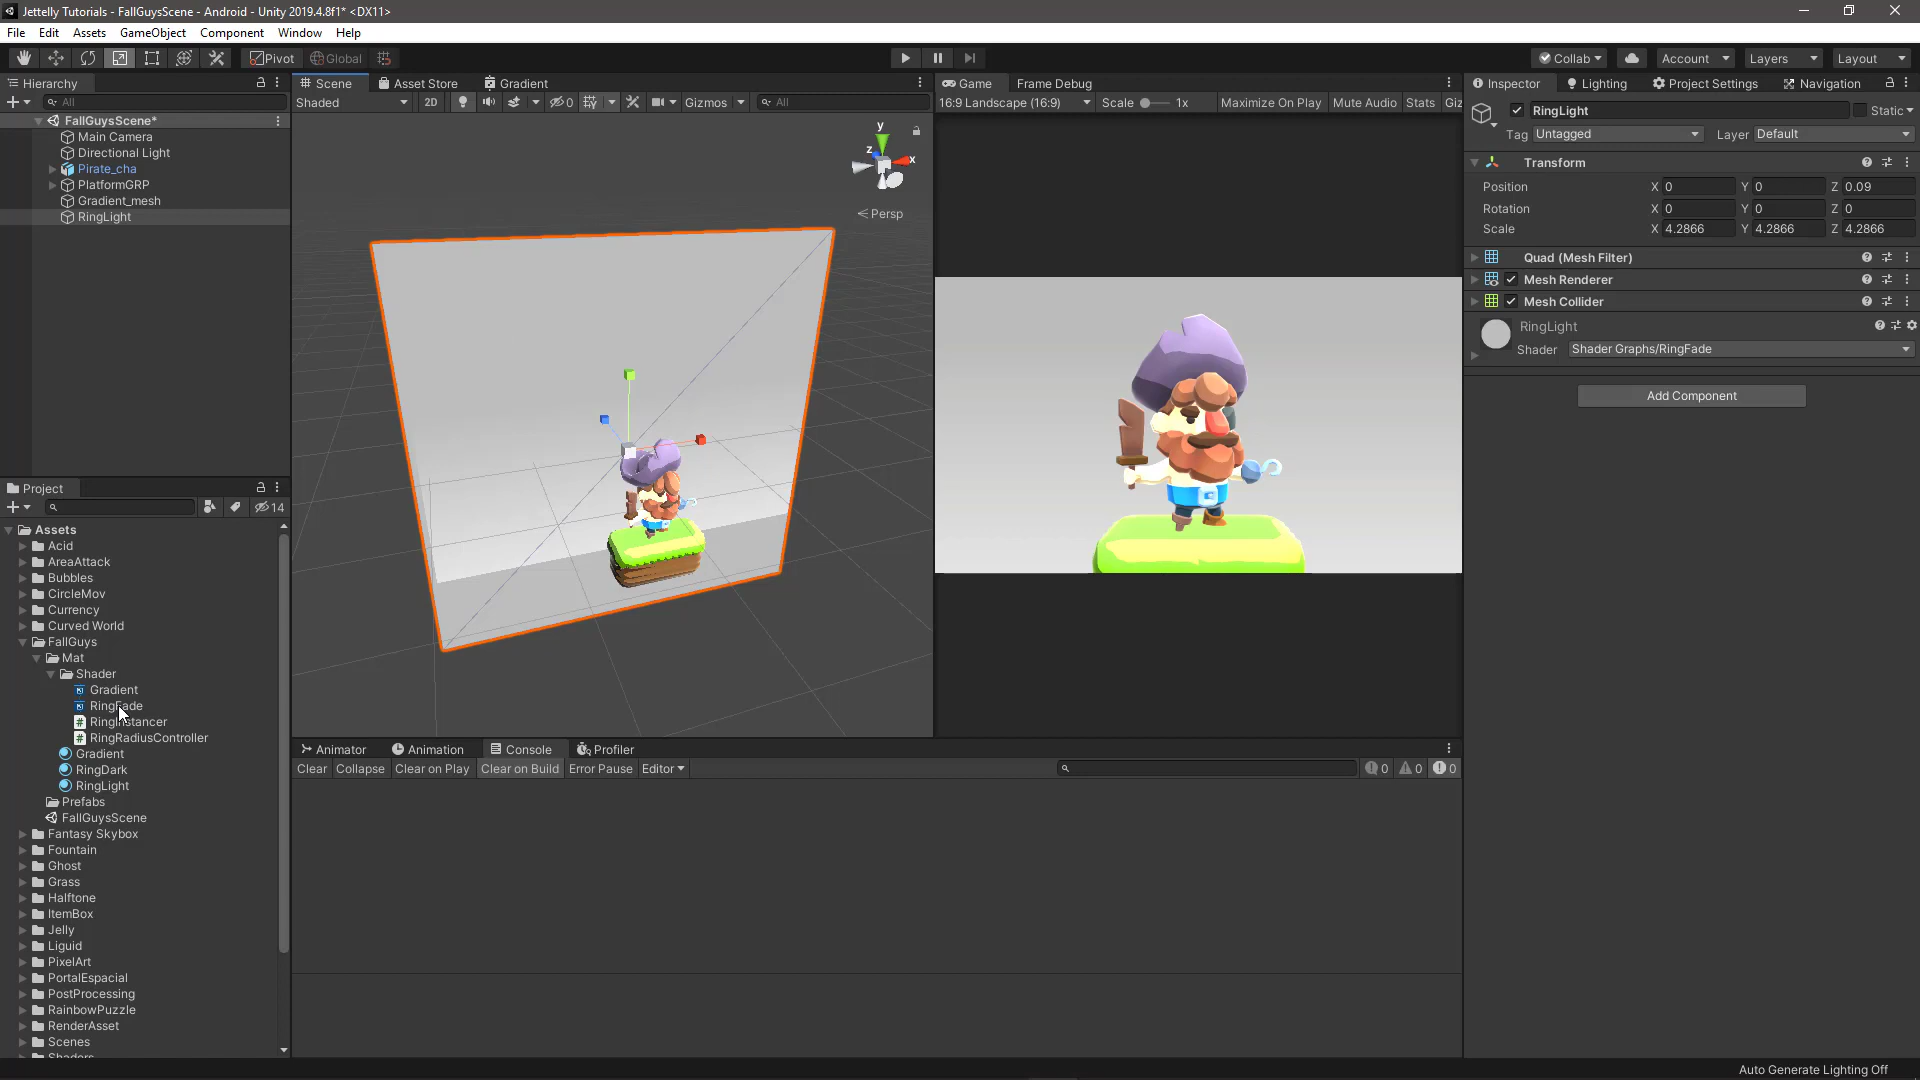 Jettelly Tutorials - FallGuysScene - Android - Unity 2019.4.8f1* <DX11>
File Edit Assets GameObject Component Window Help
Pivot Global Collab Account Layers Layout
Hierarchy
All
FallGuysScene*
Main Camera
Directional Light
Pirate_cha
PlatformGRP
Gradient_mesh
RingLight
Scene Asset Store Gradient
Shaded 2D 0 Gizmos All
y
z
x
Persp
Game Frame Debug
16:9 Landscape (16:9) Scale 1x Maximize On Play Mute Audio Stats Giz
Inspector Lighting Project Settings Navigation
RingLight Static
Tag Untagged Layer Default
Transform
Position X 0 Y 0 Z 0.09
Rotation X 0 Y 0 Z 0
Scale X 4.2866 Y 4.2866 Z 4.2866
Quad (Mesh Filter)
Mesh Renderer
Mesh Collider
RingLight
Shader Shader Graphs/RingFade
Add Component
Project
14
Assets
Acid
AreaAttack
Bubbles
CircleMov
Currency
Curved World
FallGuys
Mat
Shader
Gradient
RingFade
RingInstancer
RingRadiusController
Gradient
RingDark
RingLight
Prefabs
FallGuysScene
Fantasy Skybox
Fountain
Ghost
Grass
Halftone
ItemBox
Jelly
Liguid
PixelArt
PortalEspacial
PostProcessing
RainbowPuzzle
RenderAsset
Scenes
Shaders
Animator Animation Console Profiler
Clear Collapse Clear on Play Clear on Build Error Pause Editor 0 0 0
Auto Generate Lighting Off